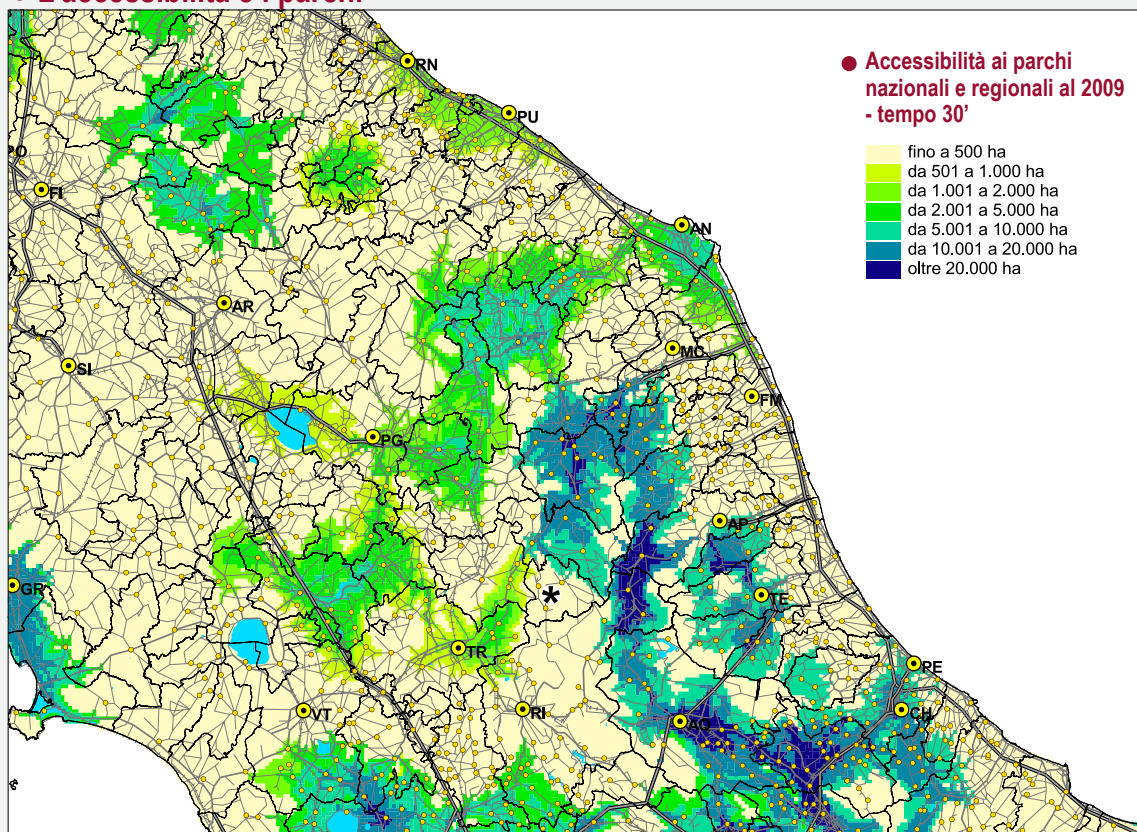 ● Accessibilità ai parchi
nazionali e regionali al 2009
- tempo 30’
fino a 500 ha
da 501 a 1.000 ha
da 1.001 a 2.000 ha
da 2.001 a 5.000 ha
da 5.001 a 10.000 ha
da 10.001 a 20.000 ha
oltre 20.000 ha
RN
PU
PO
FI
AN
AR
MC
SI
FM
PG
AP
GR
*
TE
TR
PE
VT
RI
AQ
CH